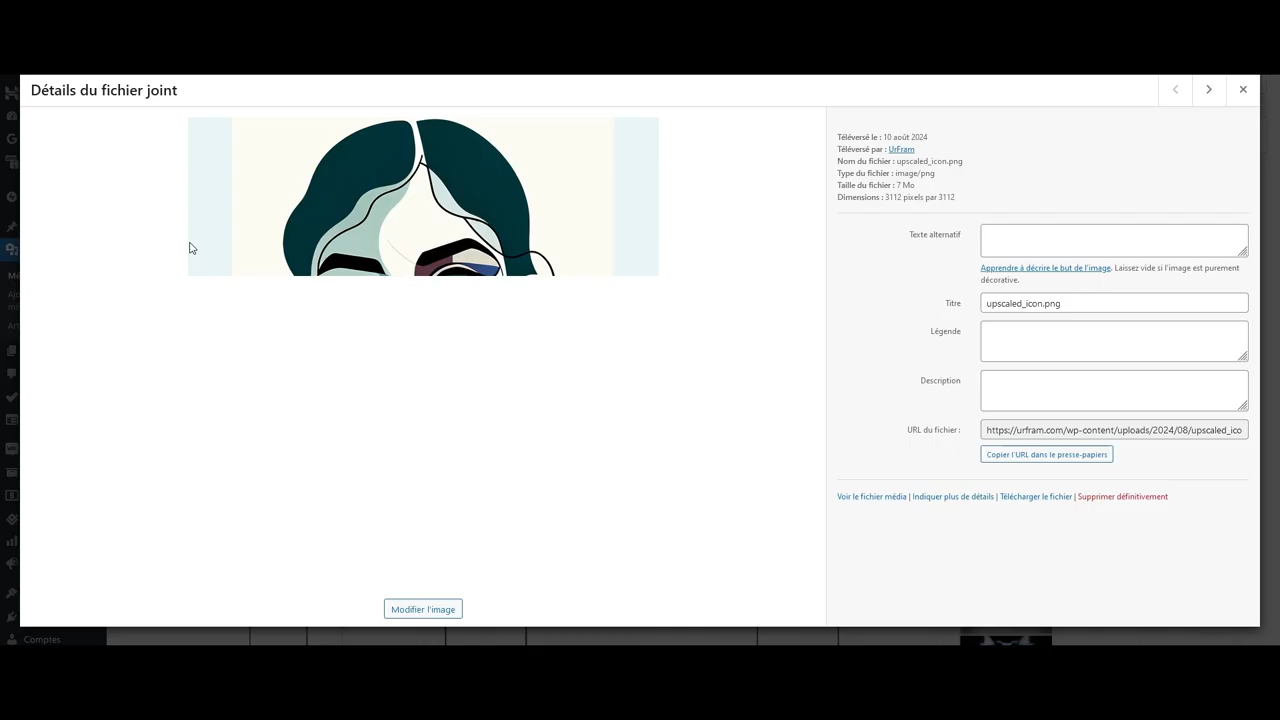 Détails du fichier joint
Téléversé le : 10 août 2024
Téléversé par : UrFram
Nom du fichier : upscaled_icon.png
Type du fichier : image/png
Taille du fichier : 7 Mo
Dimensions : 3112 pixels par 3112
Texte alternatif
Apprendre à décrire le but de l'image. Laissez vide si l'image est purement
décorative.
Titre
upscaled_icon.png
Légende
Description
URL du fichier :
https://urfram.com/wp-content/uploads/2024/08/upscaled_ico
Copier l'URL dans le presse-papiers
Voir le fichier média | Indiquer plus de détails | Télécharger le fichier | Supprimer définitivement
Modifier l'image
Comptes